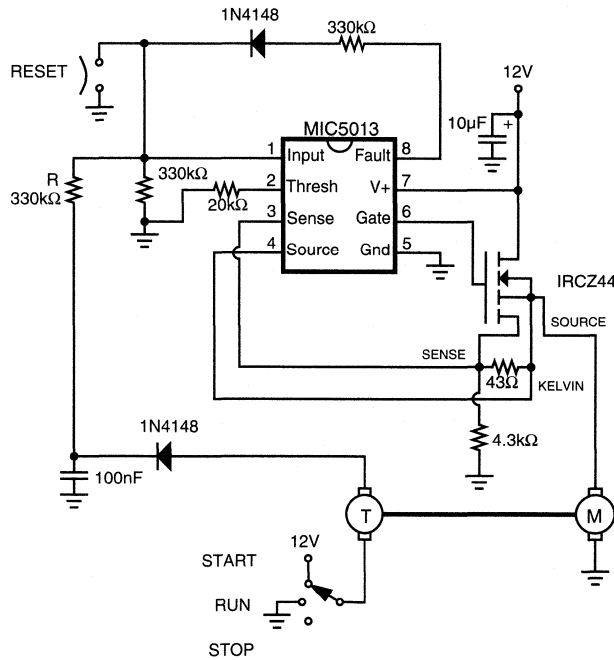 1N4148
330kΩ
RESET
12V
10µF
+
MIC5013
1 Input Fault 8
R
330kΩ
330kΩ
2 Thresh V+ 7
20kΩ
3 Sense Gate 6
4 Source Gnd 5
IRCZ44
SOURCE
SENSE
43Ω
KELVIN
1N4148
4.3kΩ
100nF
T
M
12V
START
RUN
STOP